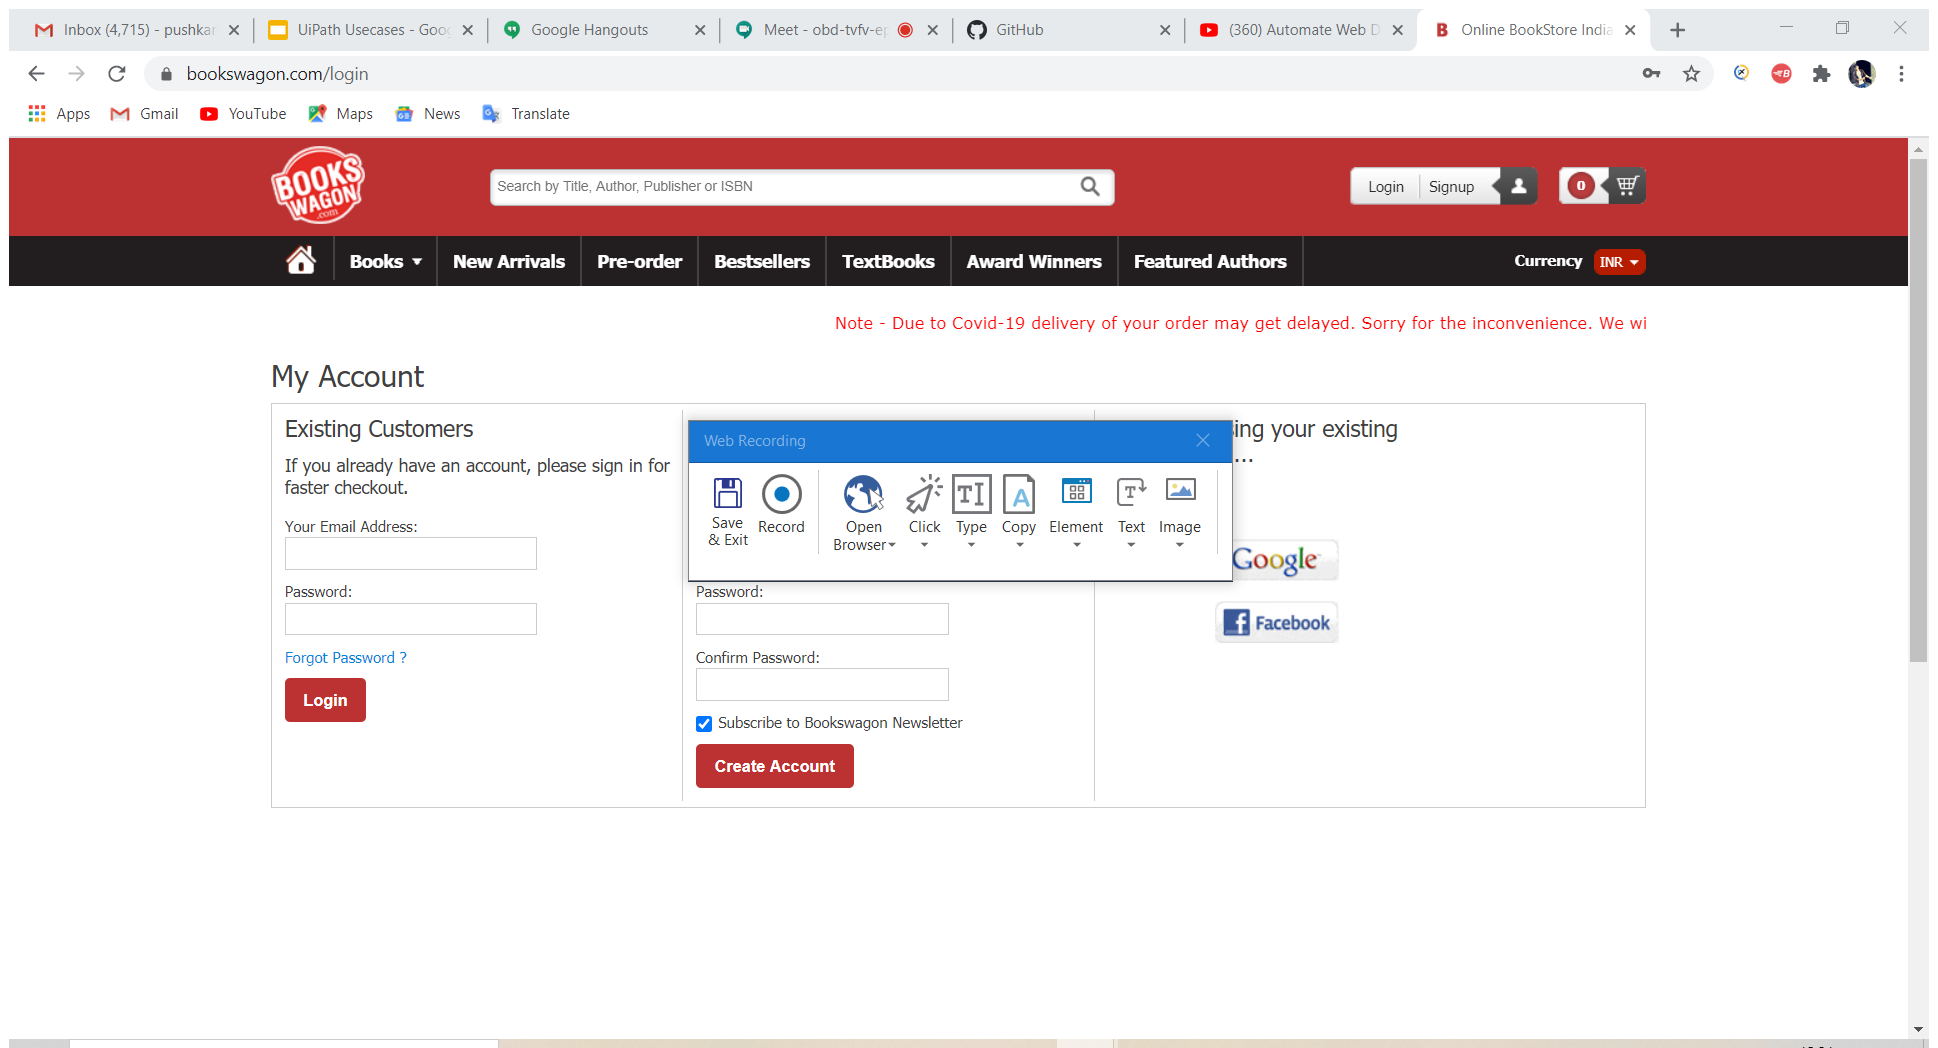 Inbox (4,715) - pushkar
UiPath Usecases - Goog
Google Hangouts
Meet - obd-tvfv-ep
GitHub
(360) Automate Web D
B Online BookStore India
bookswagon.com/login
Apps
Gmail
YouTube
Maps
News
Translate
BOOKS
WAGON
.com
Search by Title, Author, Publisher or ISBN
Login
Signup
0
Books
New Arrivals
Pre-order
Bestsellers
TextBooks
Award Winners
Featured Authors
Currency
INR
Note - Due to Covid-19 delivery of your order may get delayed. Sorry for the inconvenience. We wi
My Account
Existing Customers
If you already have an account, please sign in for
faster checkout.
Your Email Address:
Password:
Forgot Password ?
Login
Web Recording
Save
& Exit
Record
Open
Browser
Click
Type
Copy
Element
Text
Image
Password:
Confirm Password:
Subscribe to Bookswagon Newsletter
Create Account
ing your existing
...
Google
Facebook